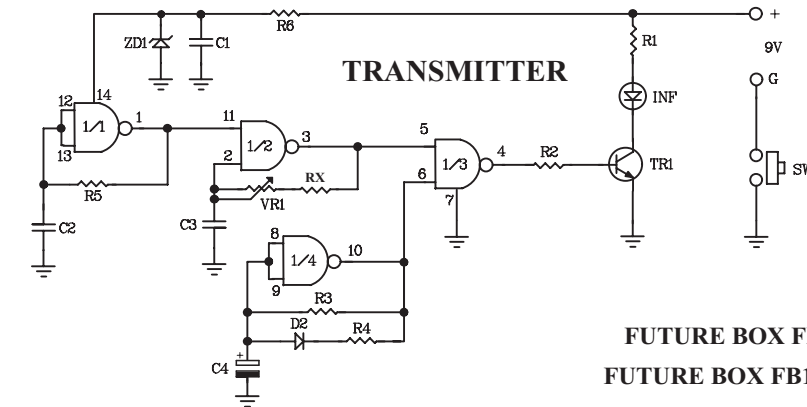 R6
+
ZD1
C1
R1
9V
TRANSMITTER
14
G
12
INF
1/1
1
11
13
1/2
3
5
4
R2
2
1/3
TR1
6
R5
RX
7
VR1
C2
C3
8
10
1/4
9
R3
D2
R4
C4
+
FUTURE BOX
FUTURE BOX